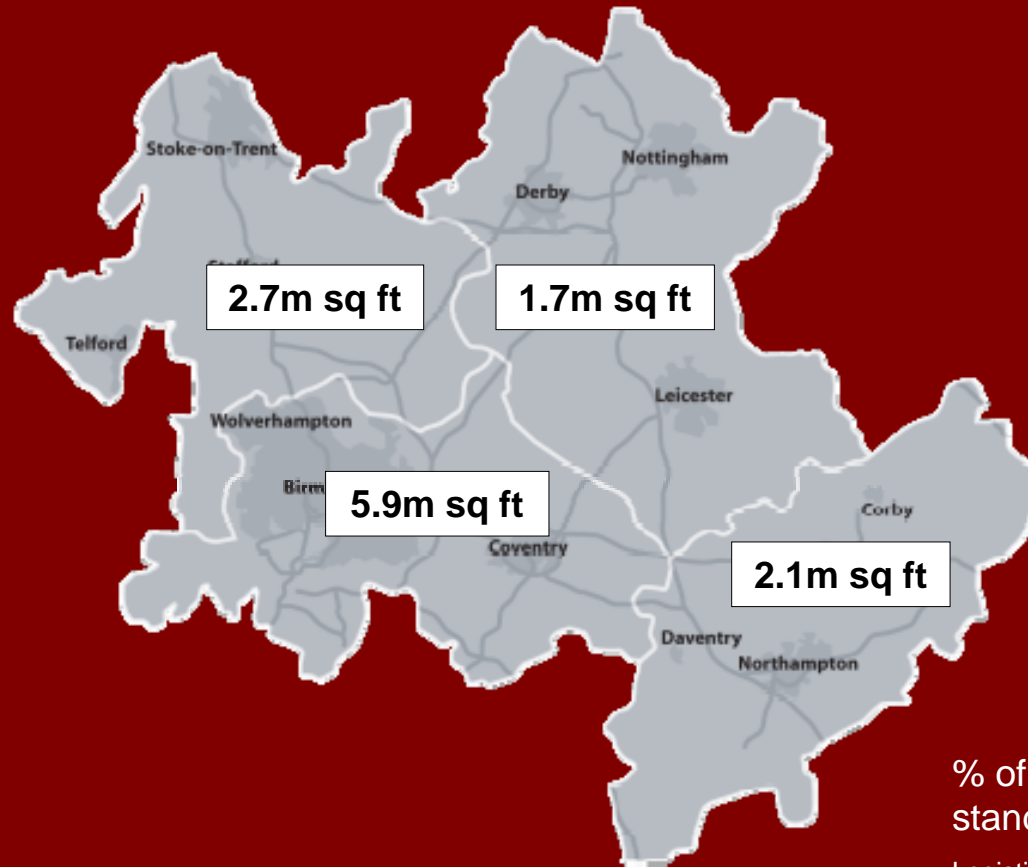 Stoke-on-Trent
Nottingham
Derby
2.7m sq ft
1.7m sq ft
Telford
Leicester
Wolverhampton
5.9m sq ft
Corby
Coventry
2.1m sq ft
Daventry
Northampton
% of